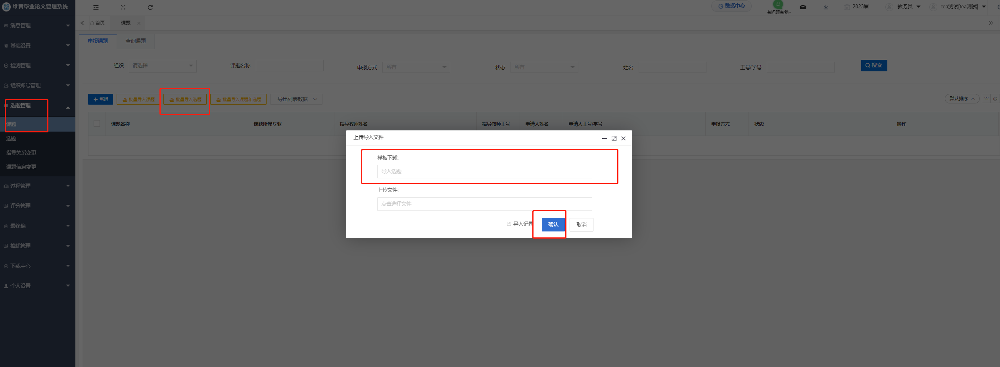 维普毕业论文管理系统
数据中心
有问题点我~
2023届
教务员
tea测试[tea测试]
首页
课题
消息管理
基础设置
检测管理
组织账号管理
选题管理
课题
选题
指导关系变更
课题信息变更
过程管理
评分管理
最终稿
推优管理
下载中心
个人设置
申报课题
查询课题
组织 请选择
课题名称
申报方式 所有
状态 所有
姓名
工号/学号
搜索
新增
批量导入课题
批量导入选题
批量导入课题和选题
导出列表数据
默认排序
课题名称
课题所属专业
指导教师姓名
指导教师工号
申请人姓名
申请人工号/学号
申报方式
状态
操作
上传导入文件
模板下载:
导入选题
上传文件:
点击选择文件
导入记录
确认
取消